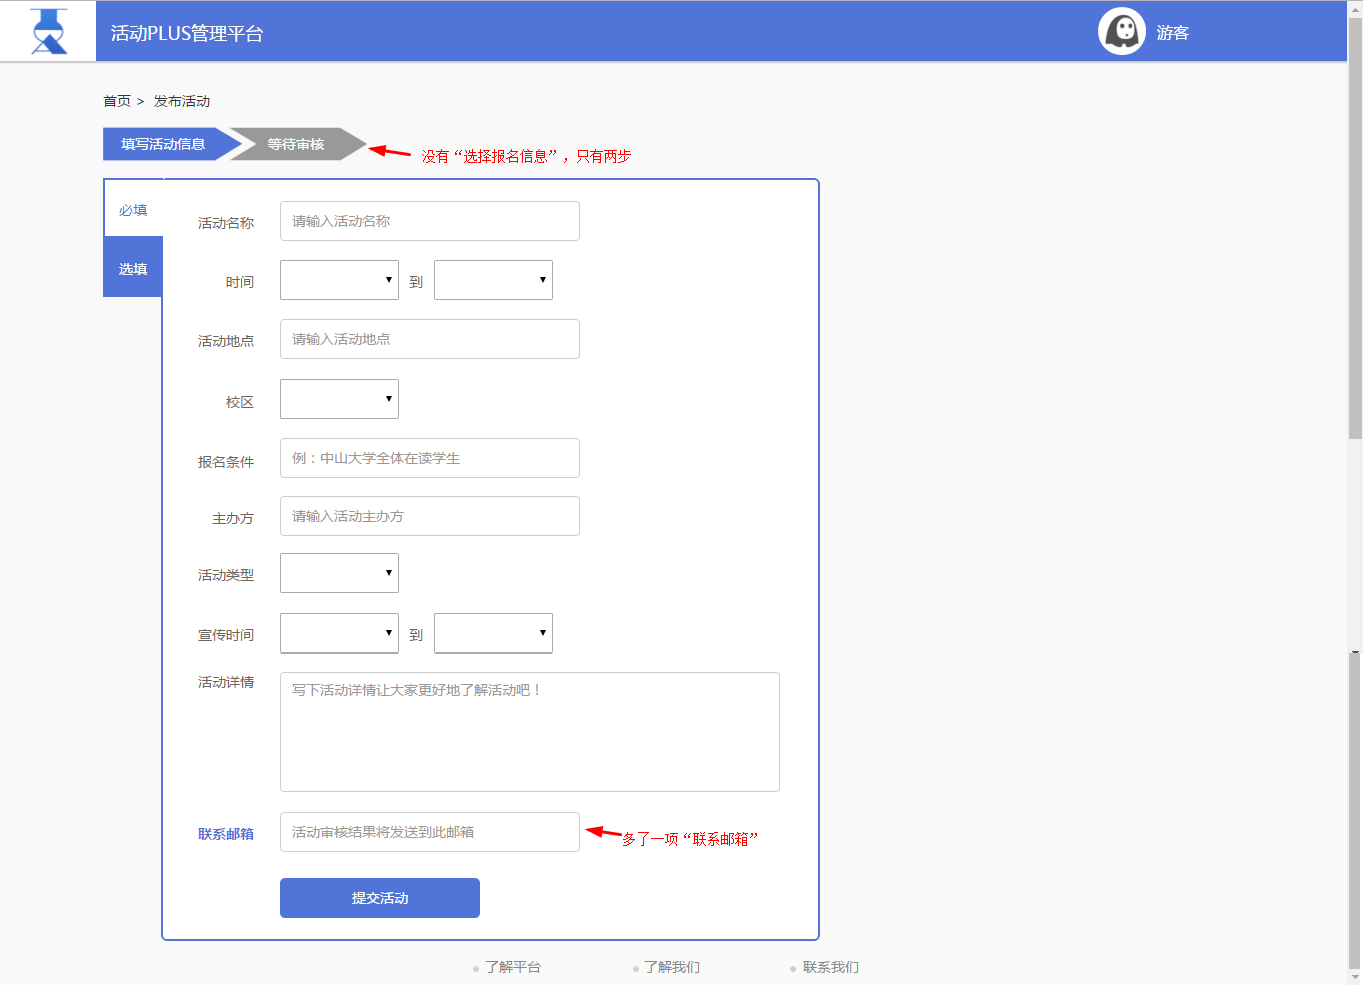 活动PLUS管理平台
游客
首页 > 发布活动
填写活动信息
等待审核
没有“选择报名信息”，只有两步
必填
选填
活动名称
请输入活动名称
时间
到
活动地点
请输入活动地点
校区
报名条件
例：中山大学全体在读学生
主办方
请输入活动主办方
活动类型
宣传时间
到
活动详情
写下活动详情让大家更好地了解活动吧！
联系邮箱
活动审核结果将发送到此邮箱
多了一项“联系邮箱”
提交活动
了解平台
了解我们
联系我们